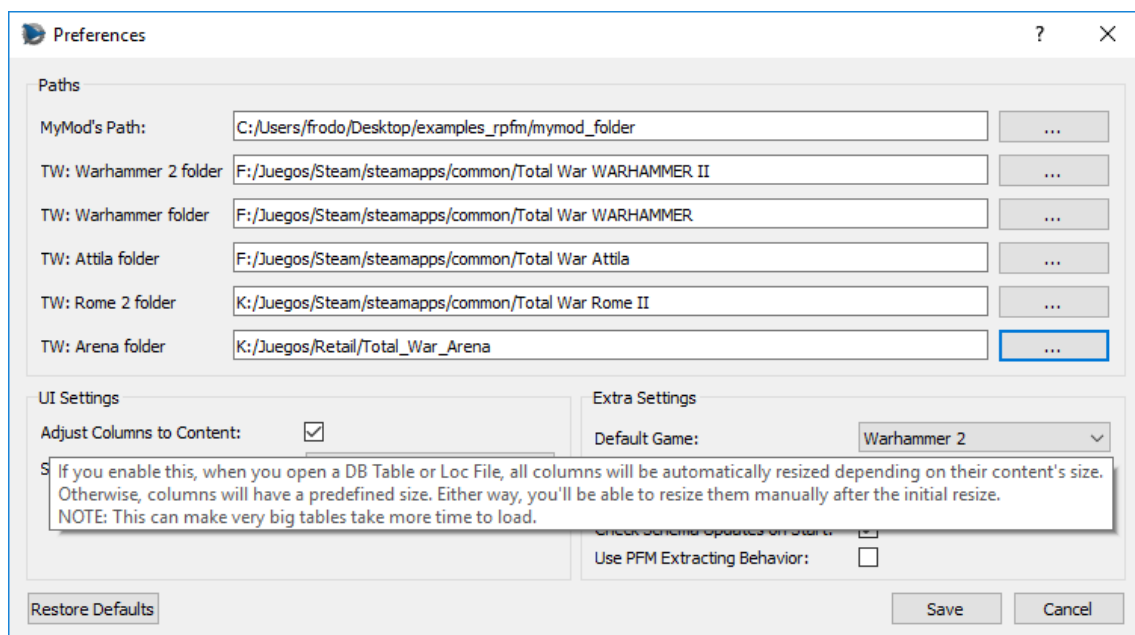 Preferences
?
Paths
MyMod's Path:
C:/Users/frodo/Desktop/examples_rpfm/mymod_folder
...
TW: Warhammer 2 folder
F:/Juegos/Steam/steamapps/common/Total War WARHAMMER II
...
TW: Warhammer folder
F:/Juegos/Steam/steamapps/common/Total War WARHAMMER
...
TW: Attila folder
F:/Juegos/Steam/steamapps/common/Total War Attila
...
TW: Rome 2 folder
K:/Juegos/Steam/steamapps/common/Total War Rome II
...
TW: Arena folder
K:/Juegos/Retail/Total_War_Arena
...
UI Settings
Adjust Columns to Content:
S
If you enable this, when you open a DB Table or Loc File, all columns will be automatically resized depending on their content's size.
Otherwise, columns will have a predefined size. Either way, you'll be able to resize them manually after the initial resize.
NOTE: This can make very big tables take more time to load.
Extra Settings
Default Game:
Warhammer 2
Check Schema Updates on Start:
Use PFM Extracting Behavior:
Restore Defaults
Save
Cancel